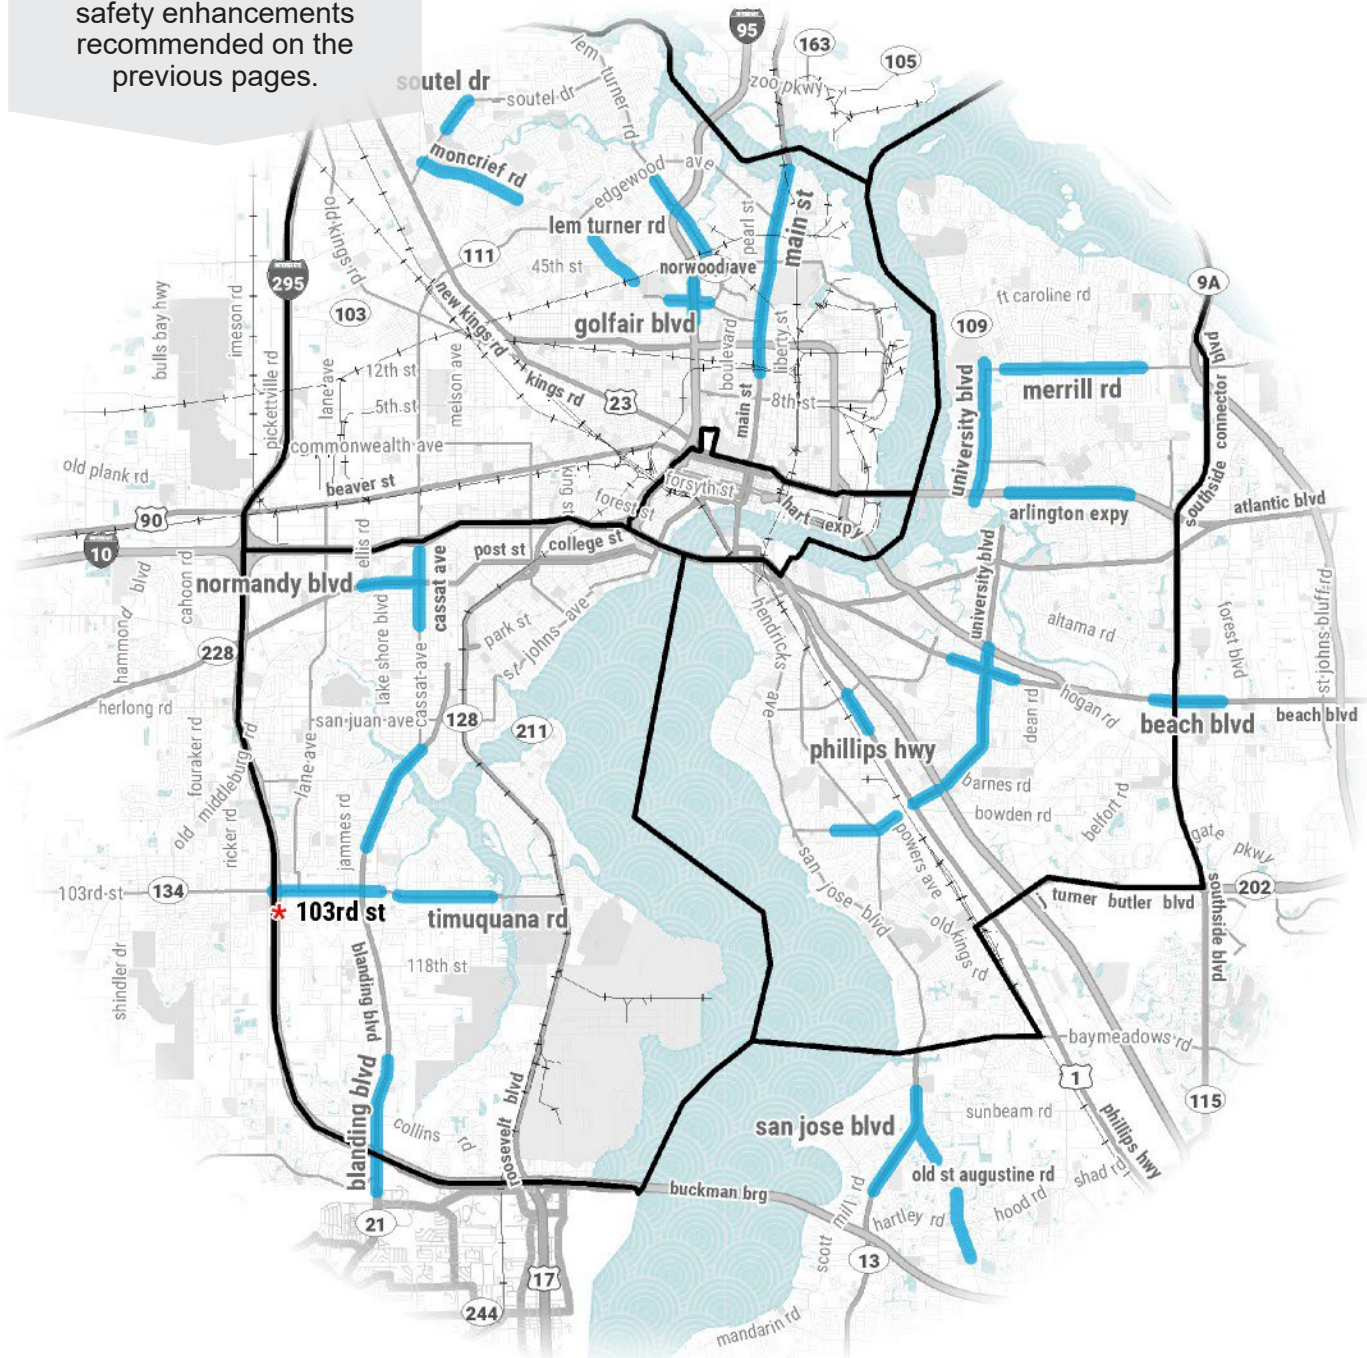 safety enhancements
recommended on the
previous pages.
95
163
105
lem turner rd
zoo pkwy
soutel dr
soutel dr
moncrief rd
edgewood ave
old kings rd
lem turner rd
pearl st
main st
111
45th st
norwood ave
295
9A
ft caroline rd
bulls bay hwy
imeson rd
103
new kings rd
golfair blvd
109
boulevard
liberty st
pickettville rd
lane ave
12th st
melson ave
kings rd
23
5th st
8th st
main st
university blvd
merrill rd
southside connector blvd
commonwealth ave
old plank rd
beaver st
forsyth st
forest st
hart expy
arlington expy
atlantic blvd
90
10
ellis rd
post st
college st
normandy blvd
cassat ave
university blvd
hammond blvd
cahoon rd
lake shore blvd
park st
st johns ave
hendricks ave
altama rd
forest blvd
st johns bluff rd
228
herlong rd
cassat ave
san juan ave
128
211
dean rd
hogan rd
beach blvd
beach blvd
fouraker rd
old middleburg rd
lane ave
phillips hwy
ricker rd
jammes rd
barnes rd
bowden rd
belfort rd
gate pkwy
powers ave
san jose blvd
103rd st
134
103rd st
timuquana rd
turner butler blvd
202
old kings rd
southside blvd
shindler dr
blanding blvd
118th st
baymeadows rd
1
115
blanding blvd
collins rd
roosevelt blvd
san jose blvd
sunbeam rd
phillips hwy
shad rd
old st augustine rd
hood rd
buckman brg
scott mill rd
hartley rd
21
13
17
244
mandarin rd